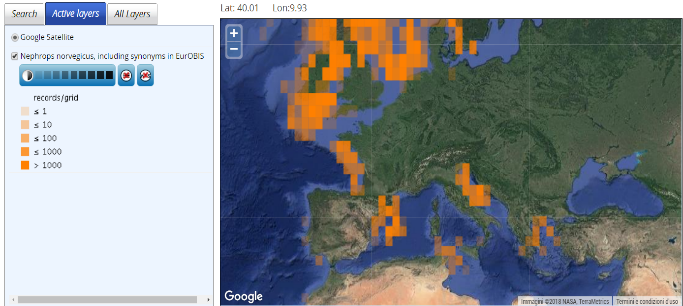 Lat: 40.01 Lon:9.93
Search Active layers All Layers
Google Satellite
Nephrops norvegicus, including synonyms in EurOBIS
records/grid
≤ 1
≤ 10
≤ 100
≤ 1000
> 1000
+
−
Google
Immagini ©2018 NASA, TerraMetrics Termini e condizioni d'uso